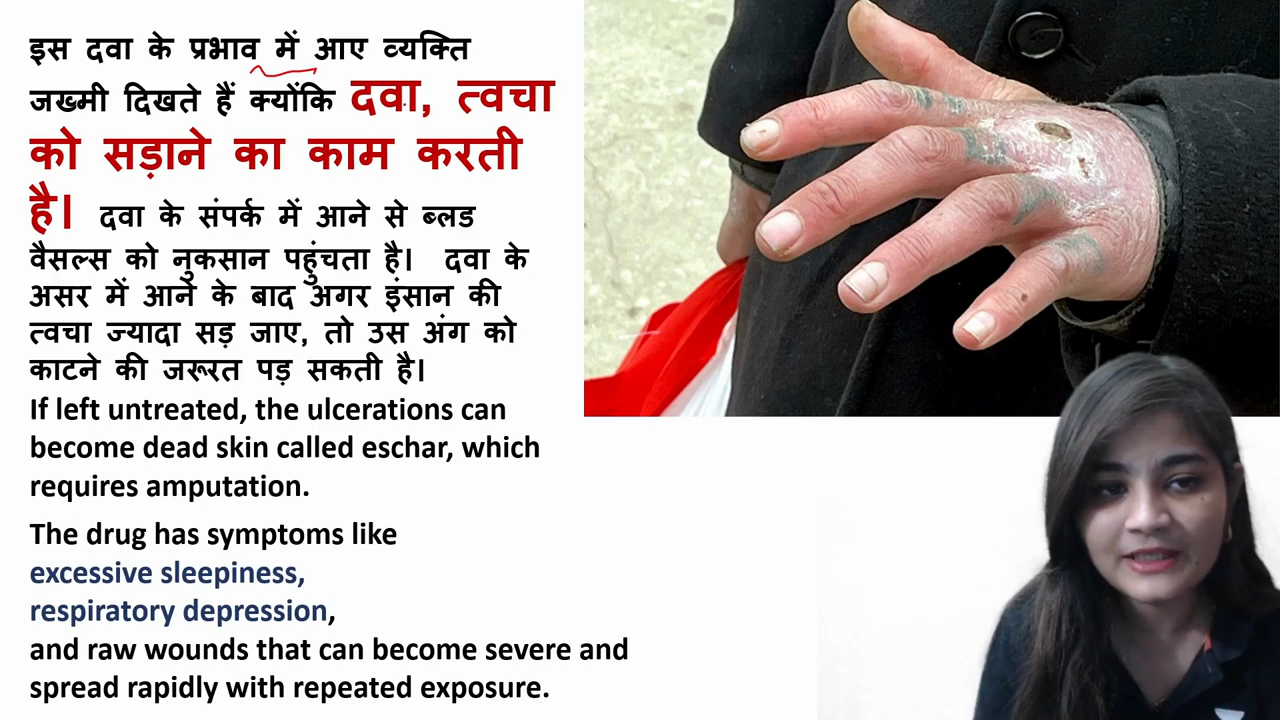 इस दवा के प्रभाव में आए व्यक्ति
जख्मी दिखते हैं क्योंकि दवा, त्वचा
को सड़ाने का काम करती
है। दवा के संपर्क में आने से ब्लड
वैसल्स को नुकसान पहुंचता है। दवा के
असर में आने के बाद अगर इंसान की
त्वचा ज्यादा सड़ जाए, तो उस अंग को
काटने की जरूरत पड़ सकती है।
If left untreated, the ulcerations can
become dead skin called eschar, which
requires amputation.
The drug has symptoms like
excessive sleepiness,
respiratory depression,
and raw wounds that can become severe and
spread rapidly with repeated exposure.